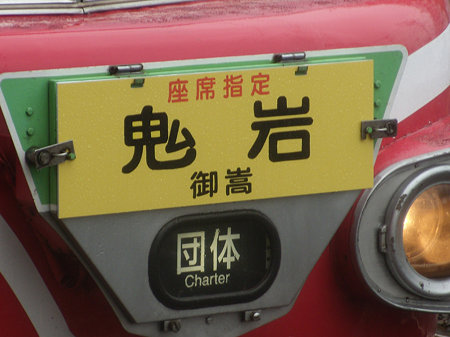 座席指定
鬼岩
御嵩
団体
Charter